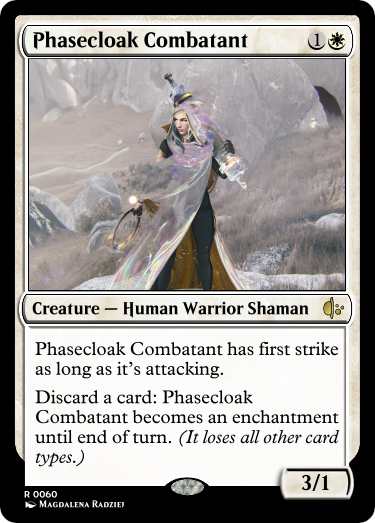 Phasecloak Combatant 1
Creature — Human Warrior Shaman
Phasecloak Combatant has first strike
as long as it's attacking.
Discard a card: Phasecloak
Combatant becomes an enchantment
until end of turn. (It loses all other card
types.)
3/1
R 0060
Magdalena Radziej